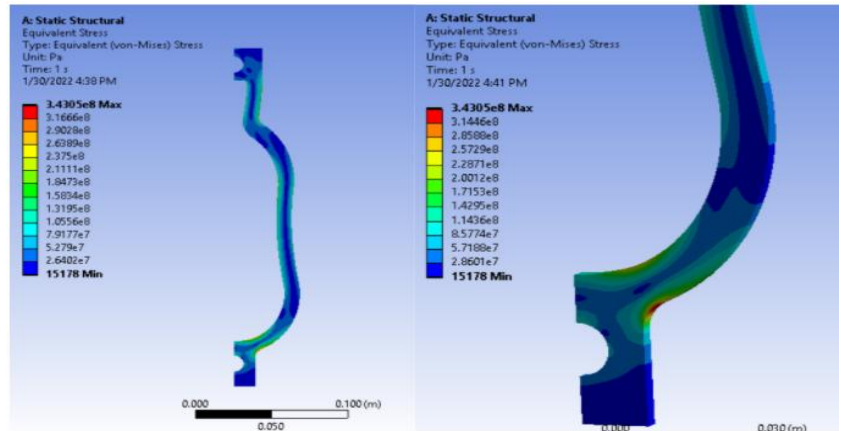 A: Static Structural
Equivalent Stress
Type: Equivalent (von-Mises) Stress
Unit: Pa
Time: 1 s
1/30/2022 4:38 PM
3.4305e8 Max
3.1666e8
2.9028e8
2.6389e8
2.375e8
2.1111e8
1.8473e8
1.5834e8
1.3195e8
1.0556e8
7.9177e7
5.279e7
2.6402e7
15178 Min
0.000
0.100 (m)
0.050
A: Static Structural
Equivalent Stress
Type: Equivalent (von-Mises) Stress
Unit: Pa
Time: 1 s
1/30/2022 4:41 PM
3.4305e8 Max
3.1446e8
2.8588e8
2.5729e8
2.2871e8
2.0012e8
1.7153e8
1.4295e8
1.1436e8
8.5774e7
5.7188e7
2.8601e7
15178 Min
0.000
0.030 (m)